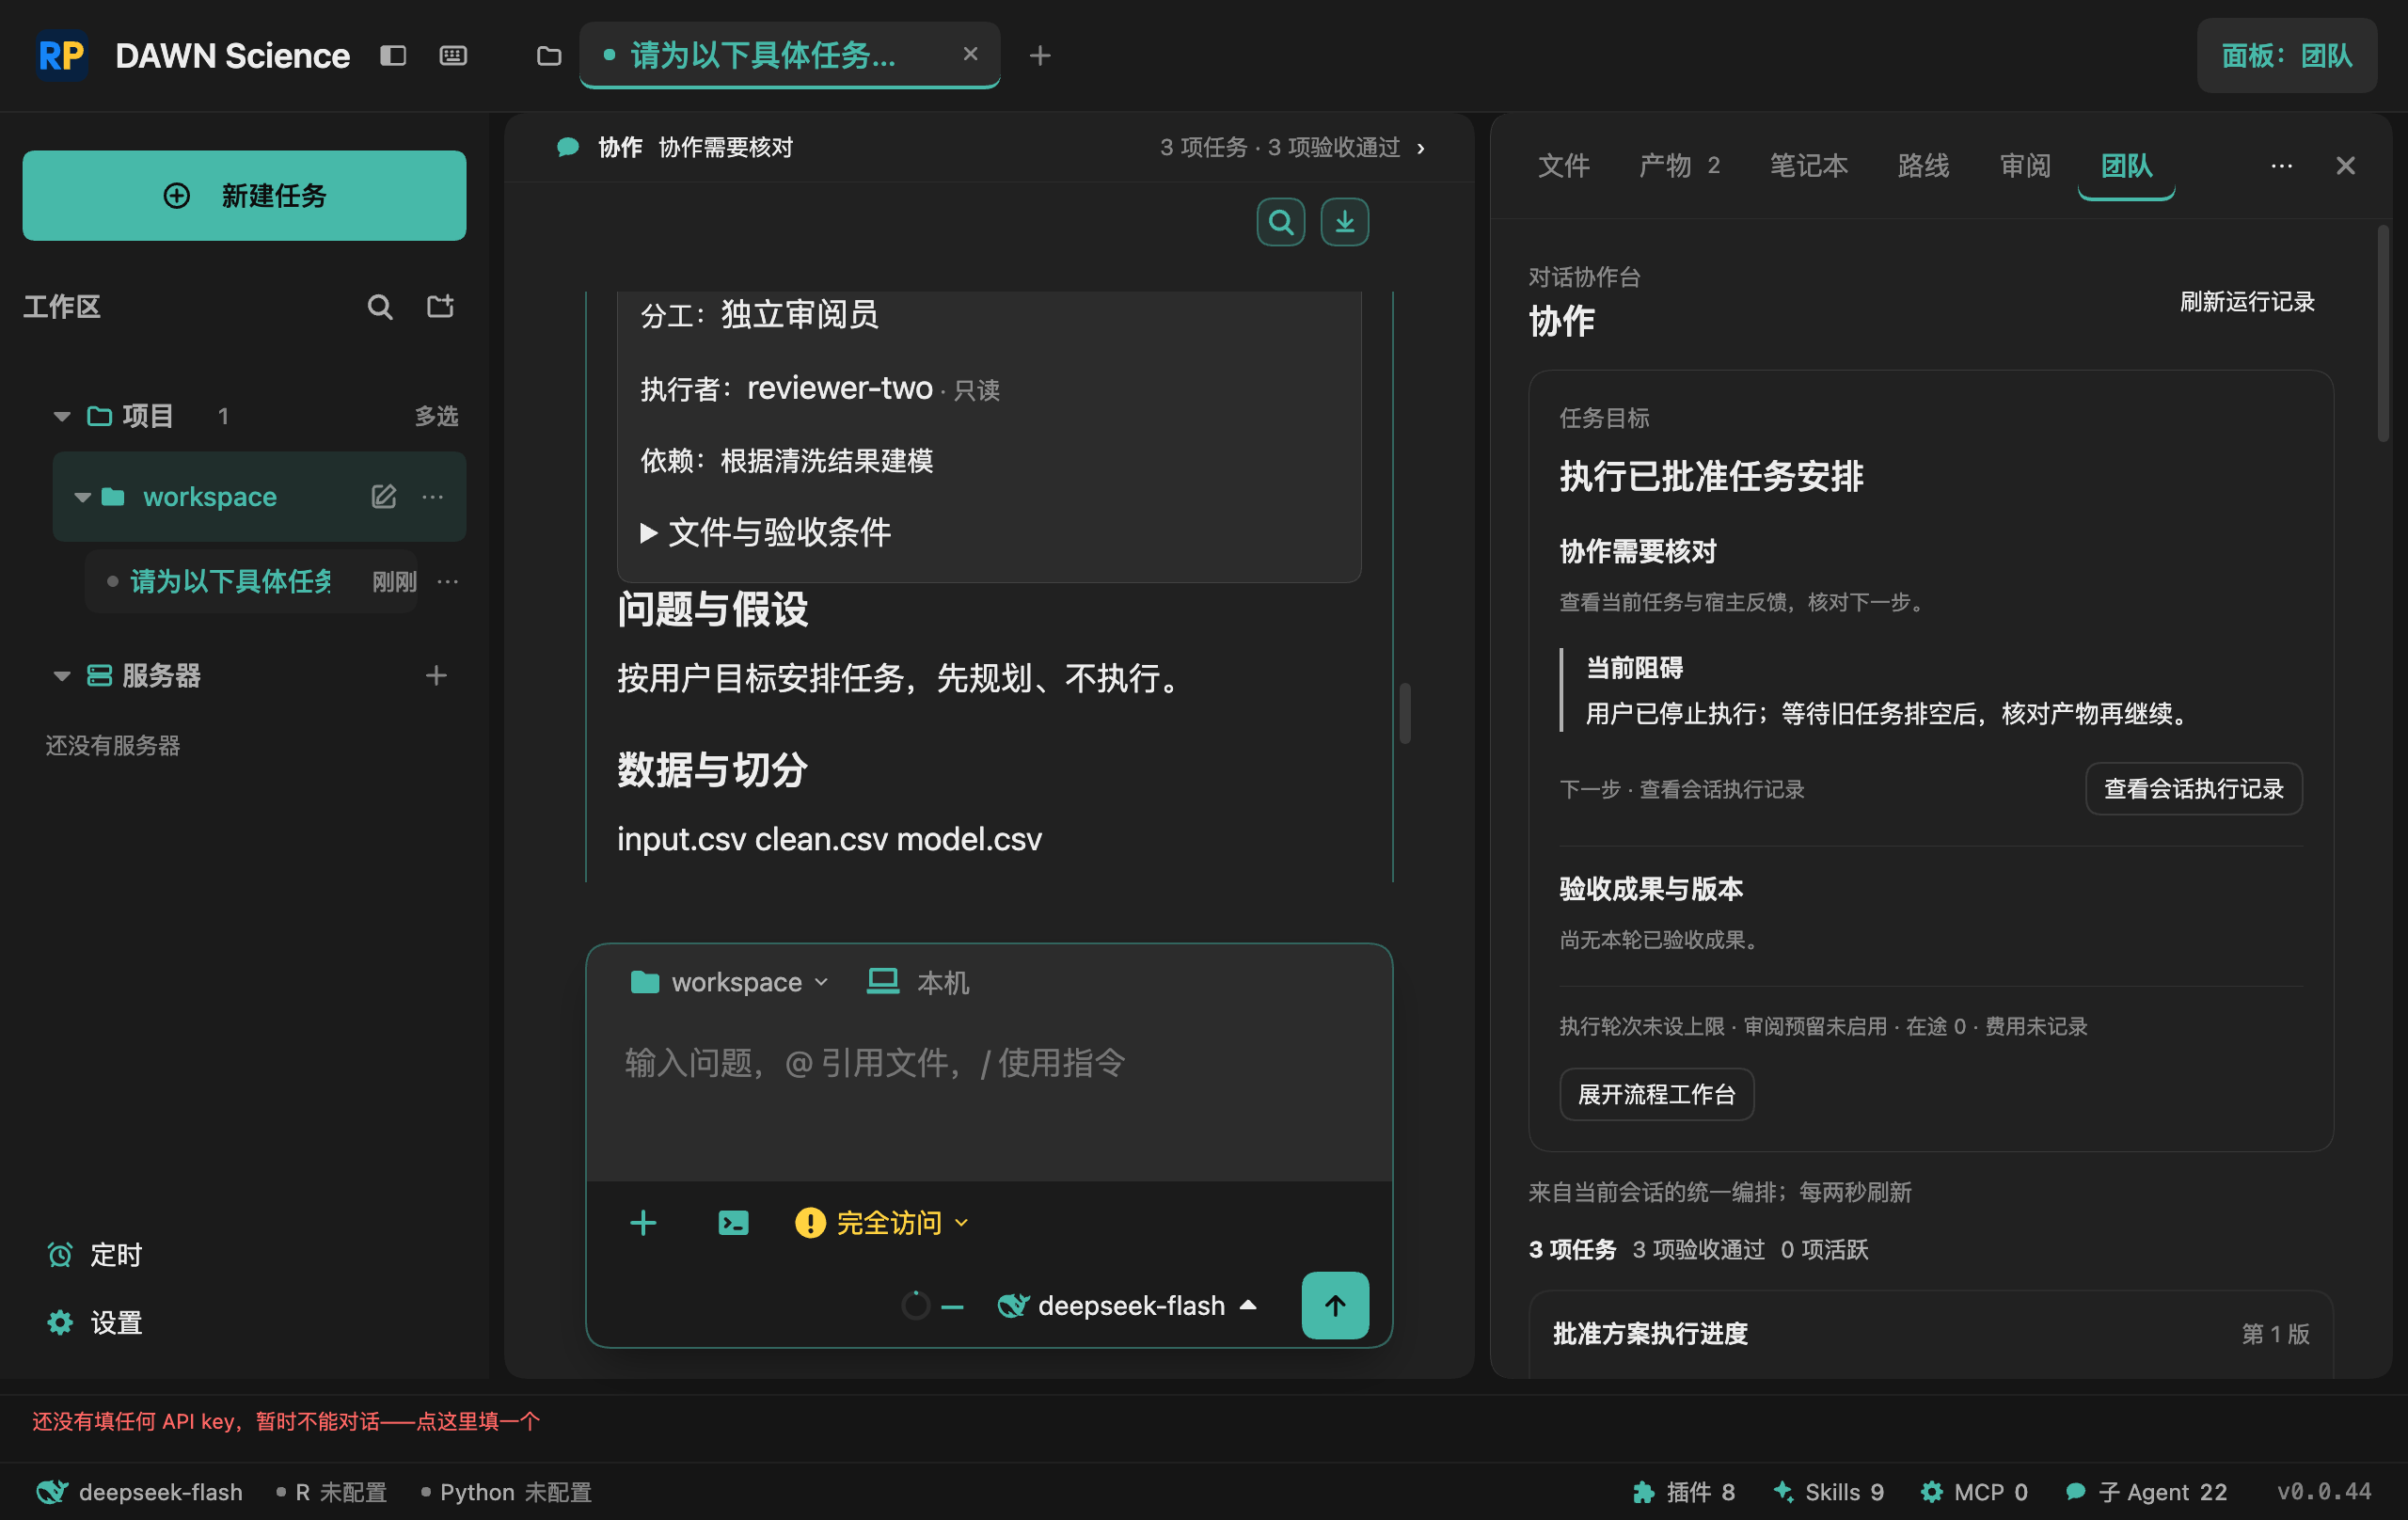 RP DAWN Science
请为以下具体任务...
面板：团队
新建任务
工作区
项目 1 多选
workspace
请为以下具体任务 刚刚
服务器
还没有服务器
定时
设置
协作 协作需要核对
3 项任务 · 3 项验收通过
分工：独立审阅员
执行者：reviewer-two · 只读
依赖：根据清洗结果建模
文件与验收条件
问题与假设
按用户目标安排任务，先规划、不执行。
数据与切分
input.csv clean.csv model.csv
workspace 本机
输入问题，@ 引用文件，/ 使用指令
完全访问
deepseek-flash
文件 产物 2 笔记本 路线 审阅 团队
对话协作台
协作
刷新运行记录
任务目标
执行已批准任务安排
协作需要核对
查看当前任务与宿主反馈，核对下一步。
当前阻碍
用户已停止执行；等待旧任务排空后，核对产物再继续。
下一步 · 查看会话执行记录
查看会话执行记录
验收成果与版本
尚无本轮已验收成果。
执行轮次未设上限 · 审阅预留未启用 · 在途 0 · 费用未记录
展开流程工作台
来自当前会话的统一编排；每两秒刷新
3 项任务 3 项验收通过 0 项活跃
批准方案执行进度 第 1 版
还没有填任何 API key，暂时不能对话——点这里填一个
deepseek-flash R 未配置 Python 未配置
插件 8 Skills 9 MCP 0 子 Agent 22 v0.0.44